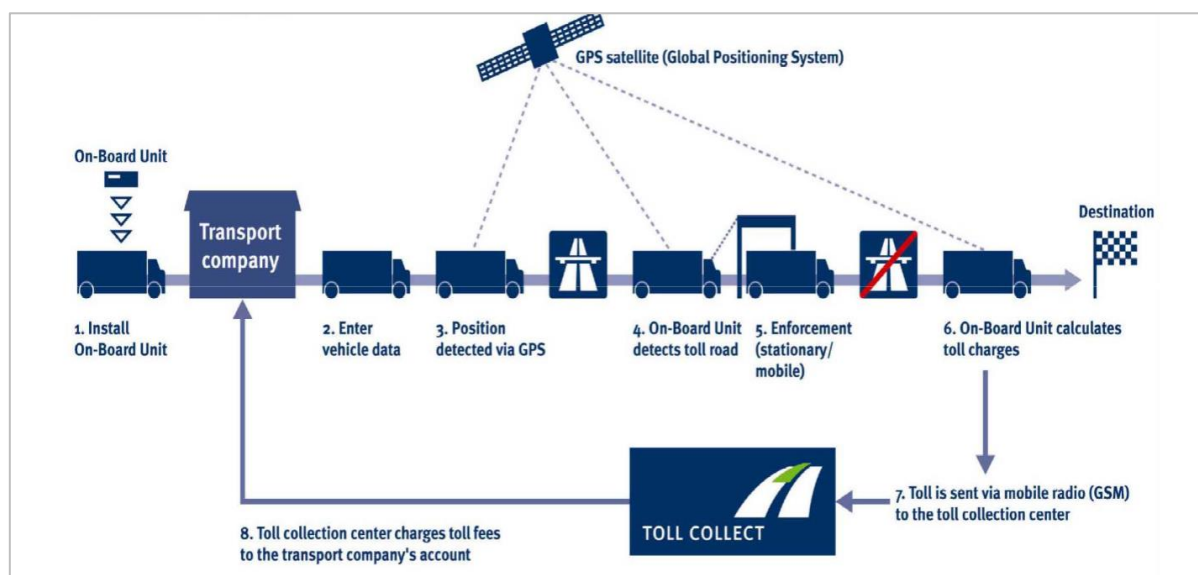 GPS satellite (Global Positioning System)
On-Board Unit
Transport
company
Destination
1. Install
On-Board Unit
2. Enter
vehicle data
3. Position
detected via GPS
4. On-Board Unit
detects toll road
5. Enforcement
(stationary/
mobile)
6. On-Board Unit calculates
toll charges
7. Toll is sent via mobile radio (GSM)
to the toll collection center
TOLL COLLECT
8. Toll collection center charges toll fees
to the transport company's account